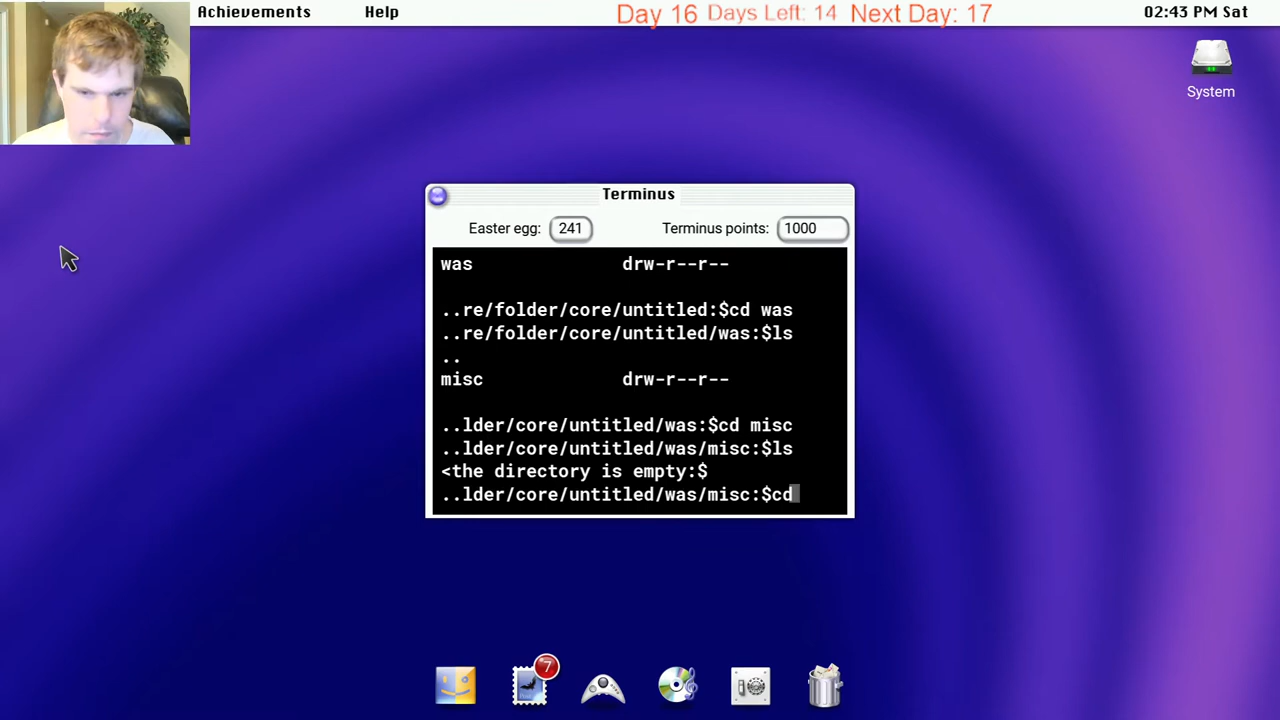 Achievements Help Day 16 Days Left: 14 Next Day: 17 02:43 PM Sat
System
Terminus
Easter egg: 241 Terminus points: 1000
was drw-r--r--
..re/folder/core/untitled:$cd was
..re/folder/core/untitled/was:$ls
..
misc drw-r--r--
..lder/core/untitled/was:$cd misc
..lder/core/untitled/was/misc:$ls
<the directory is empty:$
..lder/core/untitled/was/misc:$cd
7